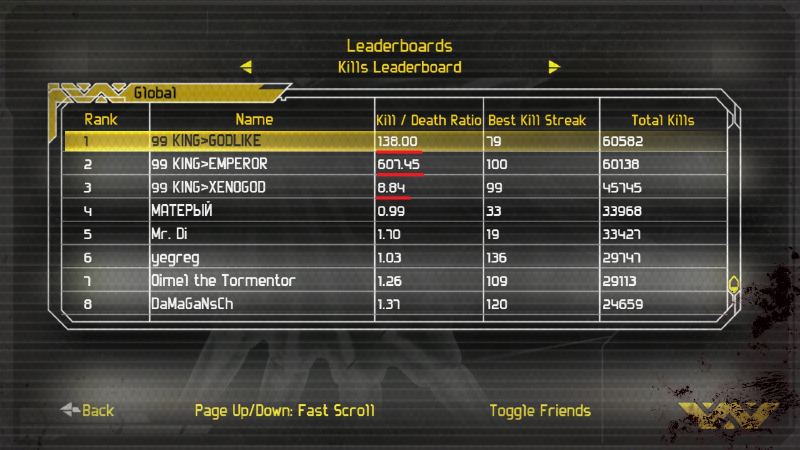 Leaderboards
Kills Leaderboard
Global
Rank Name Kill / Death Ratio Best Kill Streak Total Kills
1 99 KING>GODLIKE 138.00 79 60582
2 99 KING>EMPEROR 607.45 100 60138
3 99 KING>XENOGOD 8.84 99 45745
4 МАТЕРЫЙ 0.99 33 33968
5 Mr. Di 1.70 19 33427
6 yegreg 1.03 136 29747
7 Oimel the Tormentor 1.26 109 29113
8 DaMaGaNsCh 1.37 120 24659
Back Page Up/Down: Fast Scroll Toggle Friends